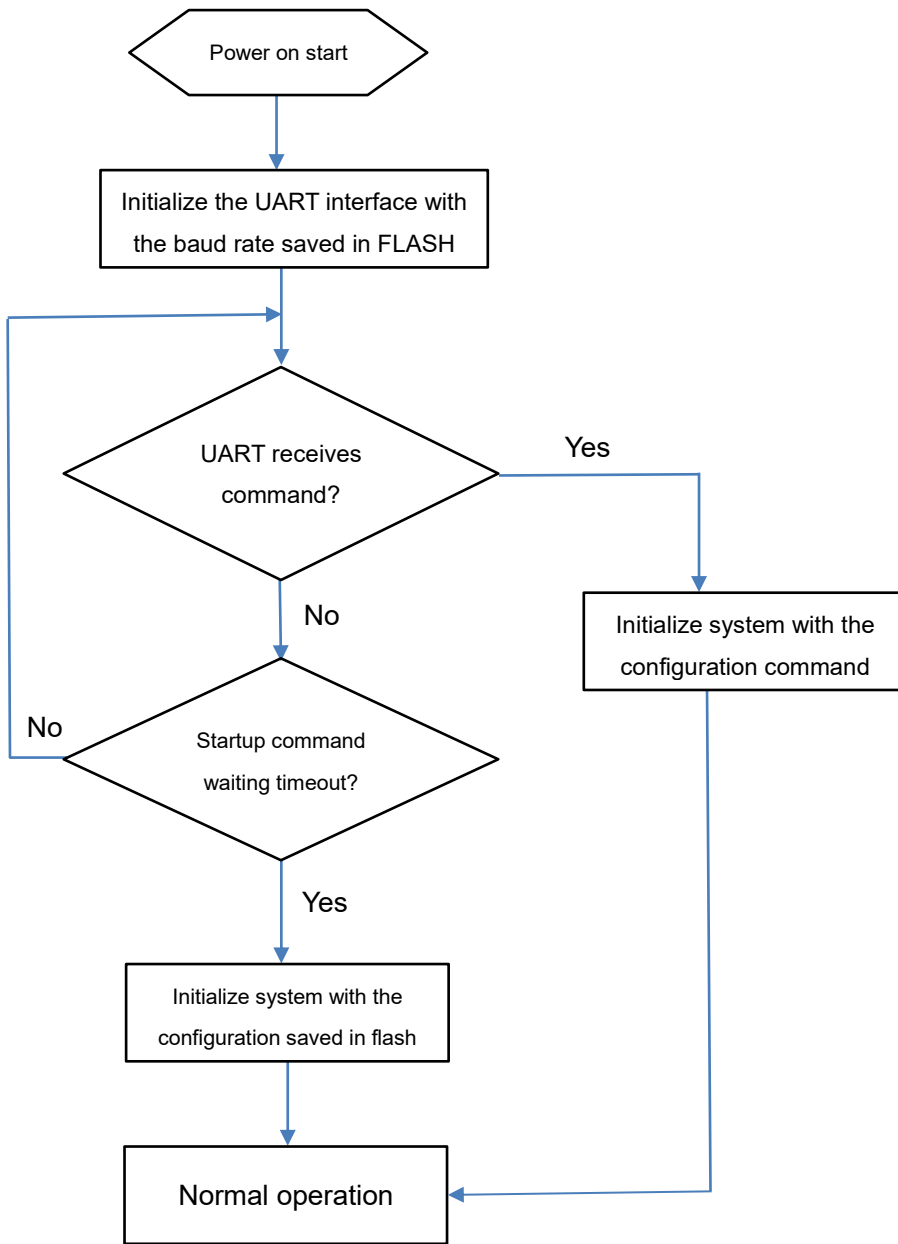 Power on start
Initialize the UART interface with
the baud rate saved in FLASH
UART receives
command?
Yes
No
Initialize system with the
configuration command
No
Startup command
waiting timeout?
Yes
Initialize system with the
configuration saved in flash
Normal operation